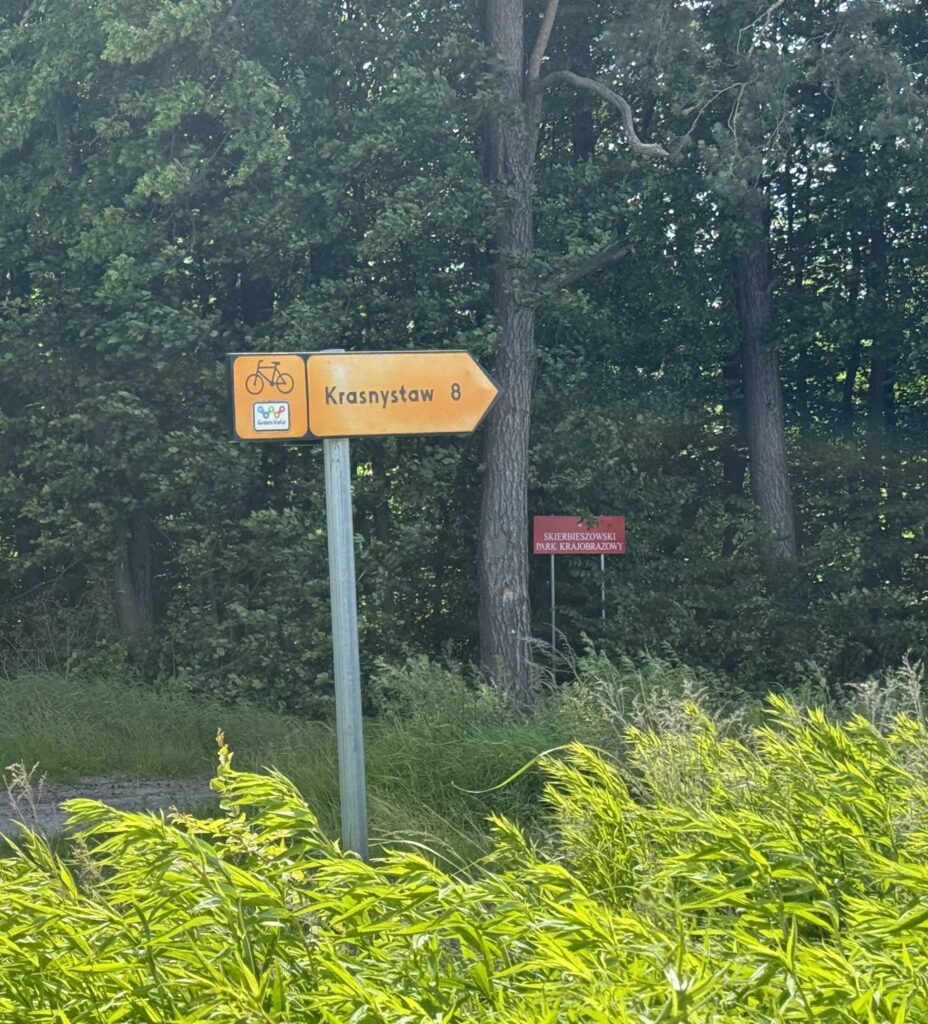 Krasnystaw 8
Green Velo
SKIERBIESZOWSKI
PARK KRAJOBRAZOWY